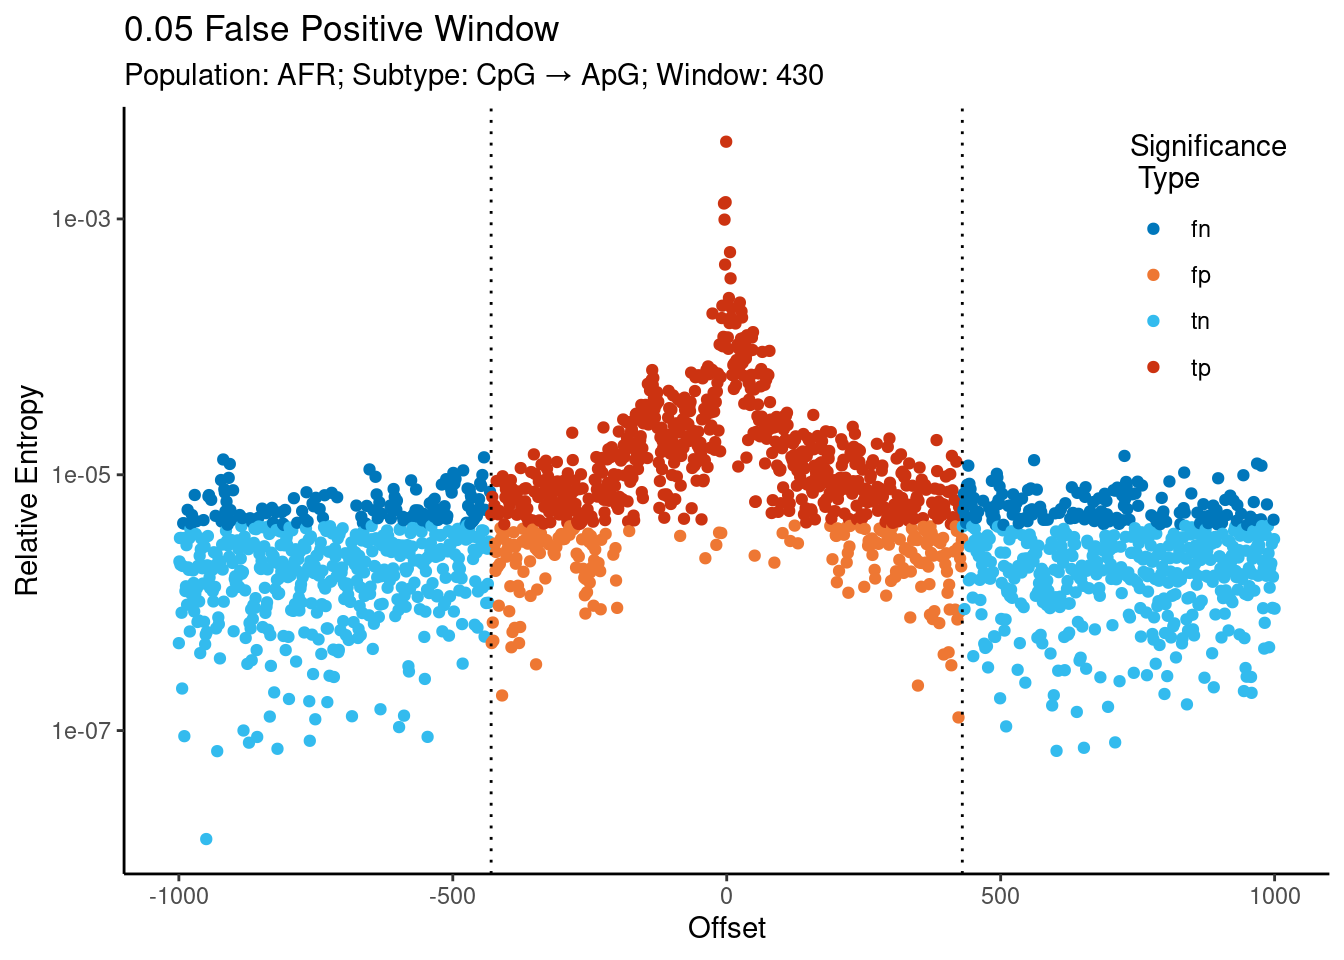 0.05 False Positive Window
Population: AFR; Subtype: CpG → ApG; Window: 430
Significance
Type
fn
fp
tn
tp
Relative Entropy
1e-03
1e-05
1e-07
-1000
-500
0
500
1000
Offset